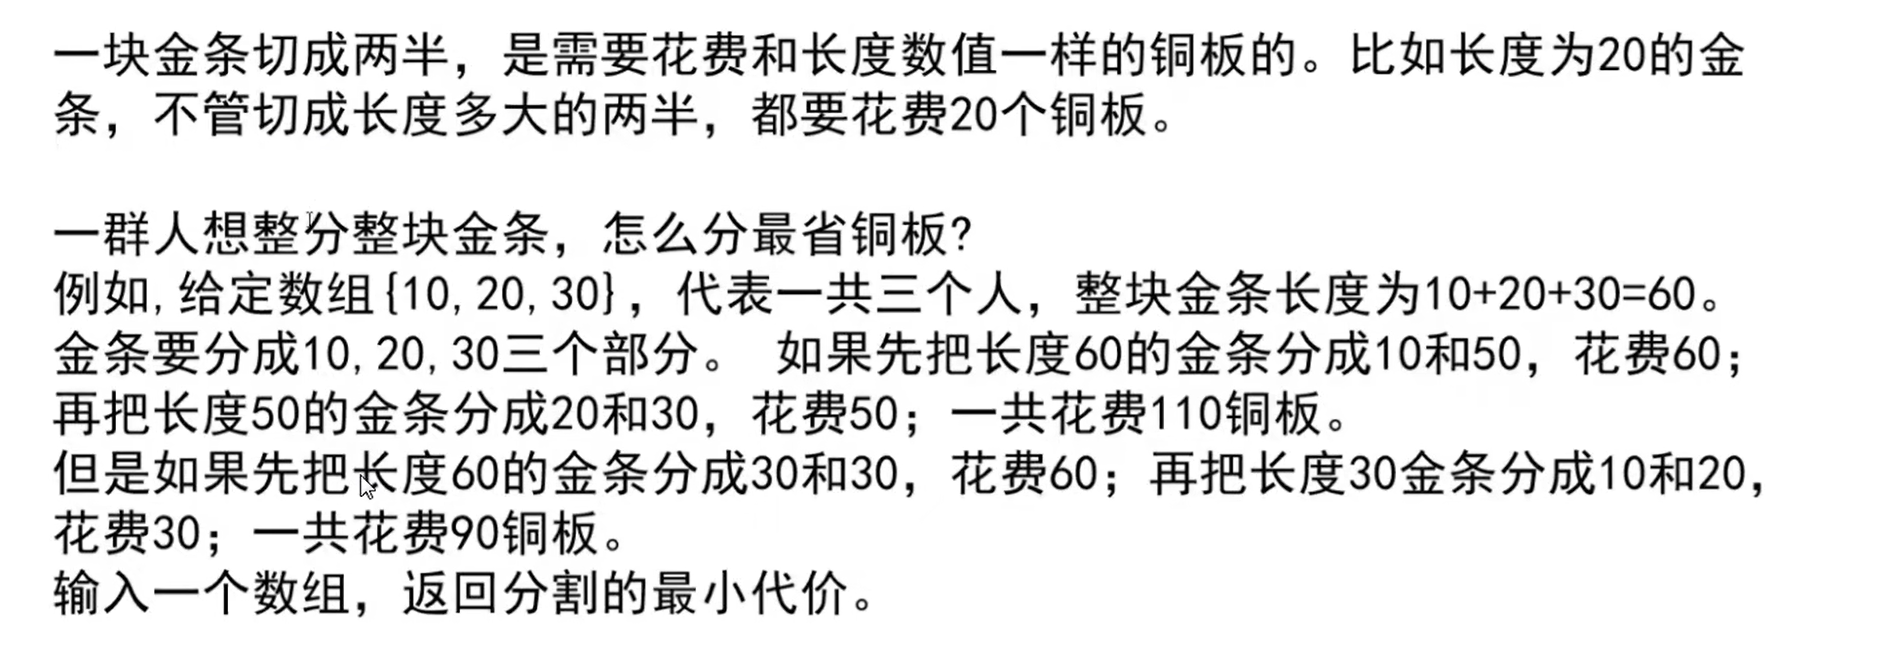 一块金条切成两半，是需要花费和长度数值一样的铜板的。比如长度为20的金
条，不管切成长度多大的两半，都要花费20个铜板。
一群人想整分整块金条，怎么分最省铜板?
例如,给定数组{10,20,30}，代表一共三个人，整块金条长度为10+20+30=60。
金条要分成10,20,30三个部分。 如果先把长度60的金条分成10和50，花费60；
再把长度50的金条分成20和30，花费50；一共花费110铜板。
但是如果先把长度60的金条分成30和30，花费60；再把长度30金条分成10和20，
花费30；一共花费90铜板。
输入一个数组，返回分割的最小代价。